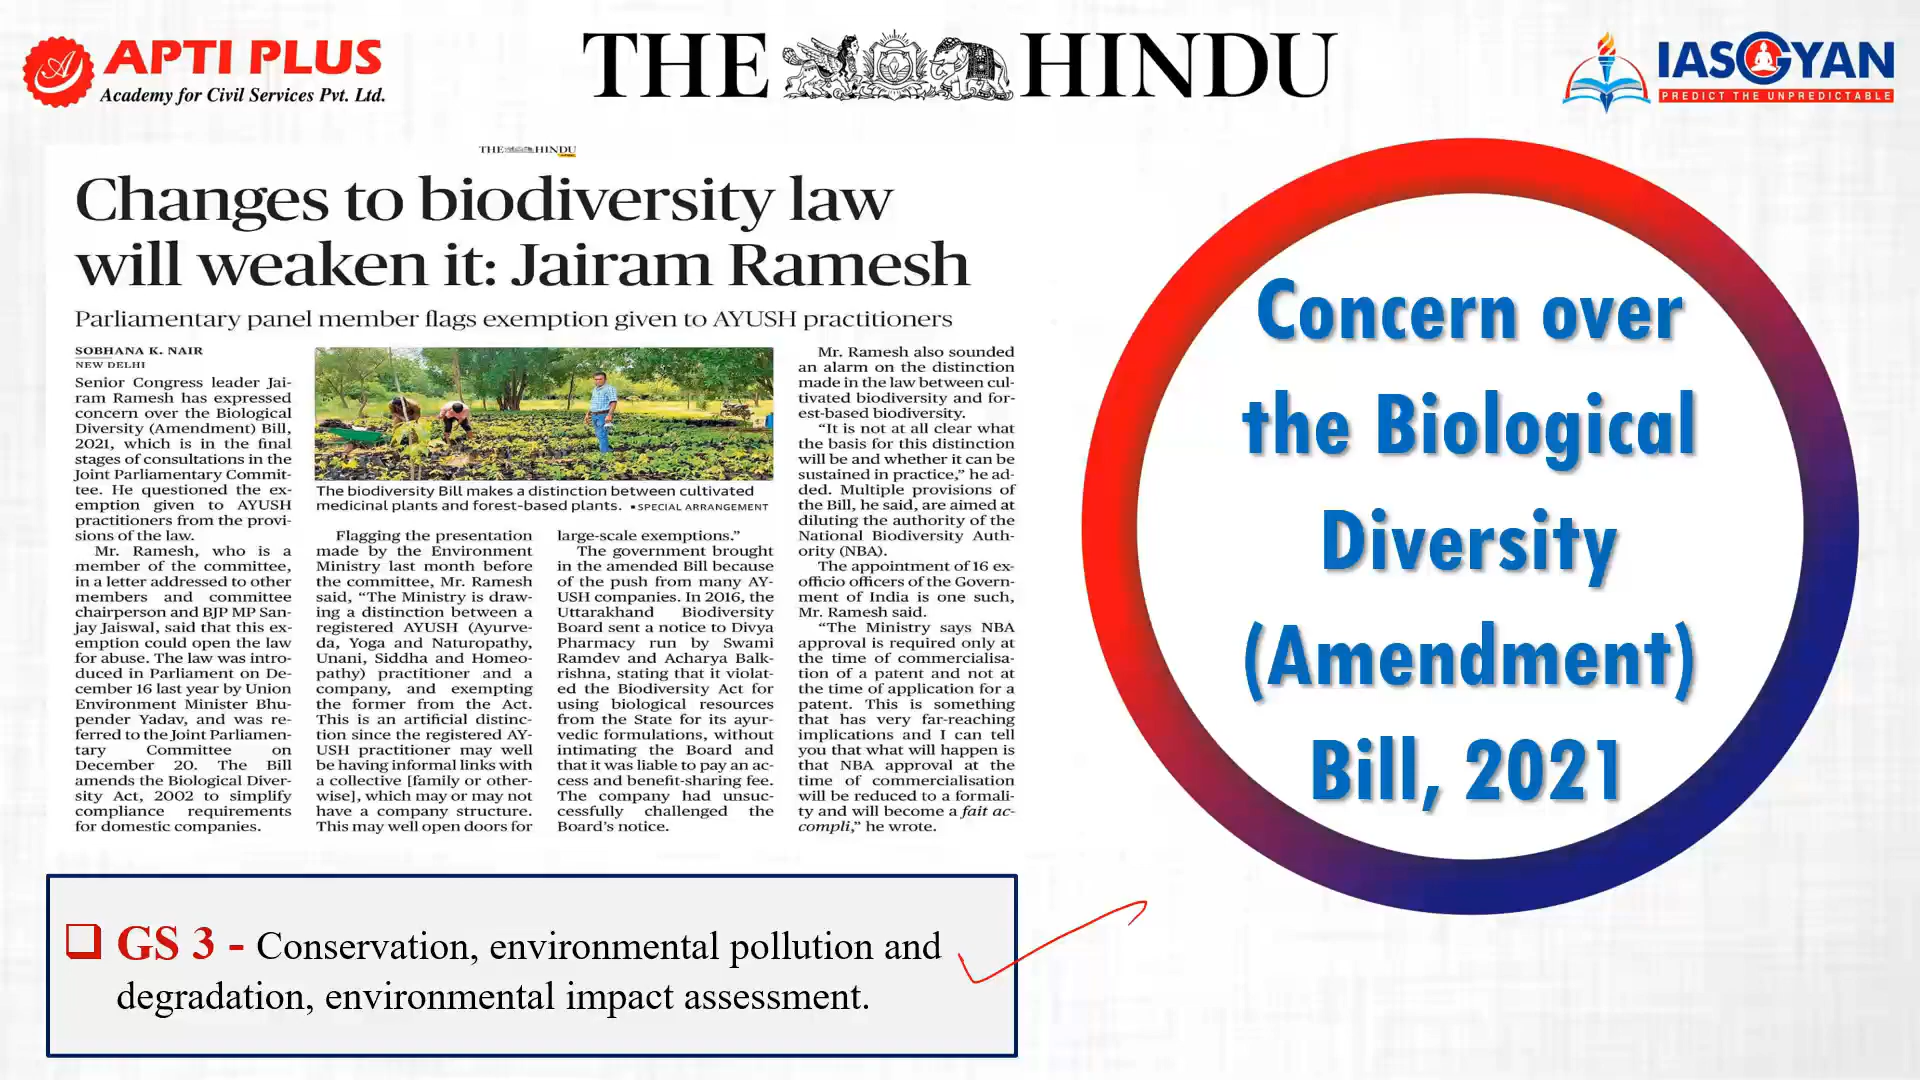 APTI PLUS
Academy for Civil Services Pvt. Ltd.
THE HINDU
IASGYAN
PREDICT THE UNPREDICTABLE
THE HINDU
Changes to biodiversity law
will weaken it: Jairam Ramesh
Parliamentary panel member flags exemption given to AYUSH practitioners
SOBHANA K. NAIR
NEW DELHI
Senior Congress leader Jai-
ram Ramesh has expressed
concern over the Biological
Diversity (Amendment) Bill,
2021, which is in the final
stages of consultations in the
Joint Parliamentary Commit-
tee. He questioned the ex-
emption given to AYUSH
practitioners from the provi-
sions of the law.
Mr. Ramesh, who is a
member of the committee,
in a letter addressed to other
members and committee
chairperson and BJP MP San-
jay Jaiswal, said that this ex-
emption could open the law
for abuse. The law was intro-
duced in Parliament on De-
cember 16 last year by Union
Environment Minister Bhu-
pender Yadav, and was re-
ferred to the Joint Parliamen-
tary Committee on
December 20. The Bill
amends the Biological Diver-
sity Act, 2002 to simplify
compliance requirements
for domestic companies.
The biodiversity Bill makes a distinction between cultivated
medicinal plants and forest-based plants. • SPECIAL ARRANGEMENT
Flagging the presentation
made by the Environment
Ministry last month before
the committee, Mr. Ramesh
said, “The Ministry is draw-
ing a distinction between a
registered AYUSH (Ayurve-
da, Yoga and Naturopathy,
Unani, Siddha and Homeo-
pathy) practitioner and a
company, and exempting
the former from the Act.
This is an artificial distinc-
tion since the registered AY-
USH practitioner may well
be having informal links with
a collective [family or other-
wise], which may or may not
have a company structure.
This may well open doors for
large-scale exemptions.”
The government brought
in the amended Bill because
of the push from many AY-
USH companies. In 2016, the
Uttarakhand Biodiversity
Board sent a notice to Divya
Pharmacy run by Swami
Ramdev and Acharya Balk-
rishna, stating that it violat-
ed the Biodiversity Act for
using biological resources
from the State for its ayur-
vedic formulations, without
intimating the Board and
that it was liable to pay an ac-
cess and benefit-sharing fee.
The company had unsuc-
cessfully challenged the
Board’s notice.
Mr. Ramesh also sounded
an alarm on the distinction
made in the law between cul-
tivated biodiversity and for-
est-based biodiversity.
“It is not at all clear what
the basis for this distinction
will be and whether it can be
sustained in practice,” he ad-
ded. Multiple provisions of
the Bill, he said, are aimed at
diluting the authority of the
National Biodiversity Auth-
ority (NBA).
The appointment of 16 ex-
officio officers of the Govern-
ment of India is one such,
Mr. Ramesh said.
“The Ministry says NBA
approval is required only at
the time of commercialisa-
tion of a patent and not at
the time of application for a
patent. This is something
that has very far-reaching
implications and I can tell
you that what will happen is
that NBA approval at the
time of commercialisation
will be reduced to a formali-
ty and will become a fait ac-
compli,” he wrote.
Concern over
the Biological
Diversity
(Amendment)
Bill, 2021
GS 3 - Conservation, environmental pollution and
degradation, environmental impact assessment.